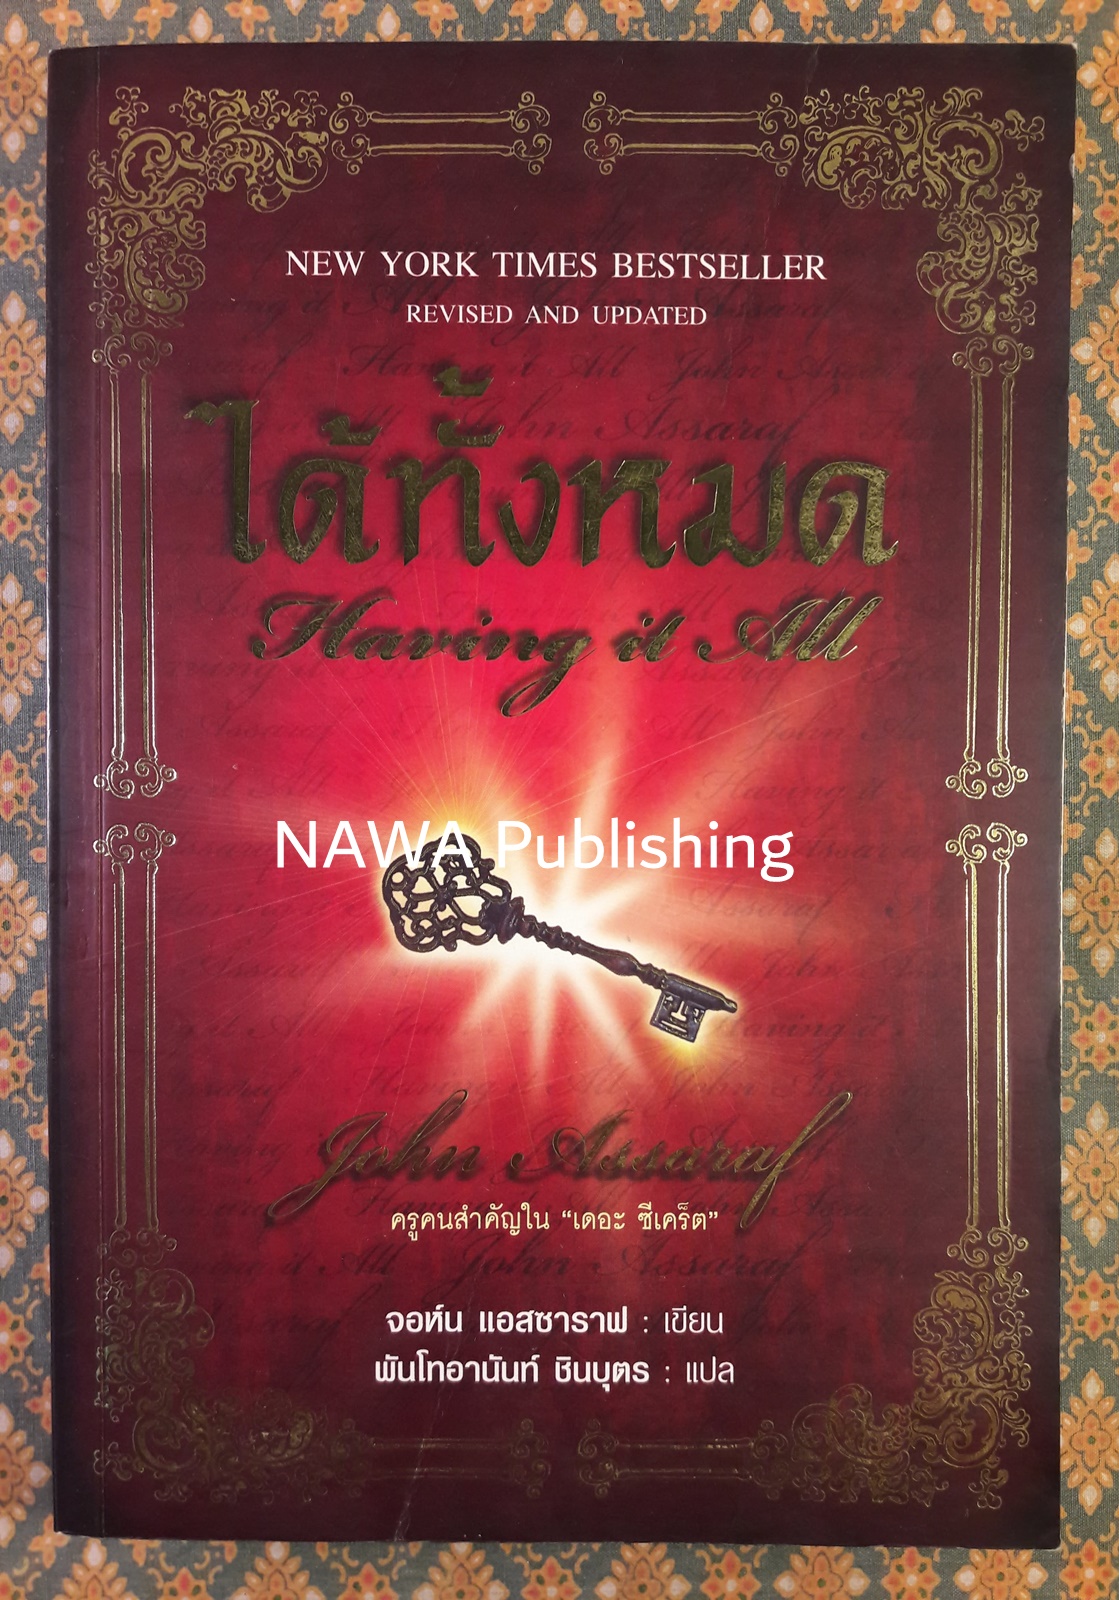 NEW YORK TIMES BESTSELLER
REVISED AND UPDATED
ได้ทั้งหมด
Having it All
NAWA Publishing
John Assaraf
ครูคนสำคัญใน “เดอะ ซีเคร็ต”
จอห์น แอสซาราฟ : เขียน
พันโทอานันท์ ชินบุตร : แปล